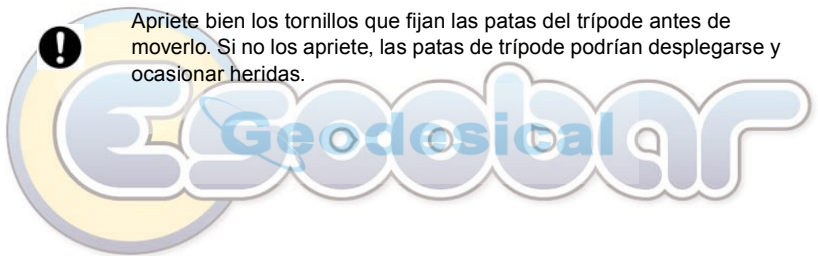 Apriete bien los tornillos que fijan las patas del trípode antes de
moverlo. Si no los apriete, las patas de trípode podrían desplegarse y
ocasionar heridas.
Escobar
Geodesical